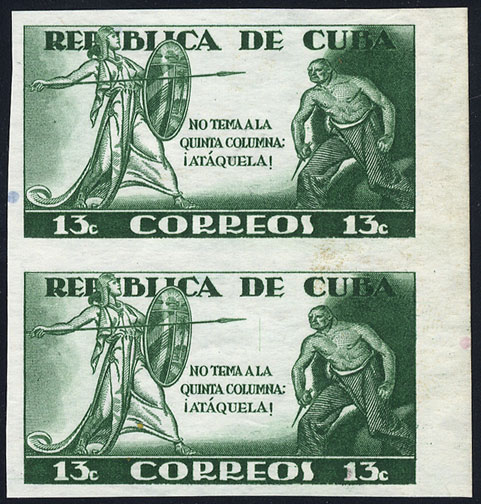 REPUBLICA DE CUBA
NO TEMA A LA
QUINTA COLUMNA;
¡ATÁQUELA!
13c CORREOS 13c
REPUBLICA DE CUBA
NO TEMA A LA
QUINTA COLUMNA;
¡ATÁQUELA!
13c CORREOS 13c